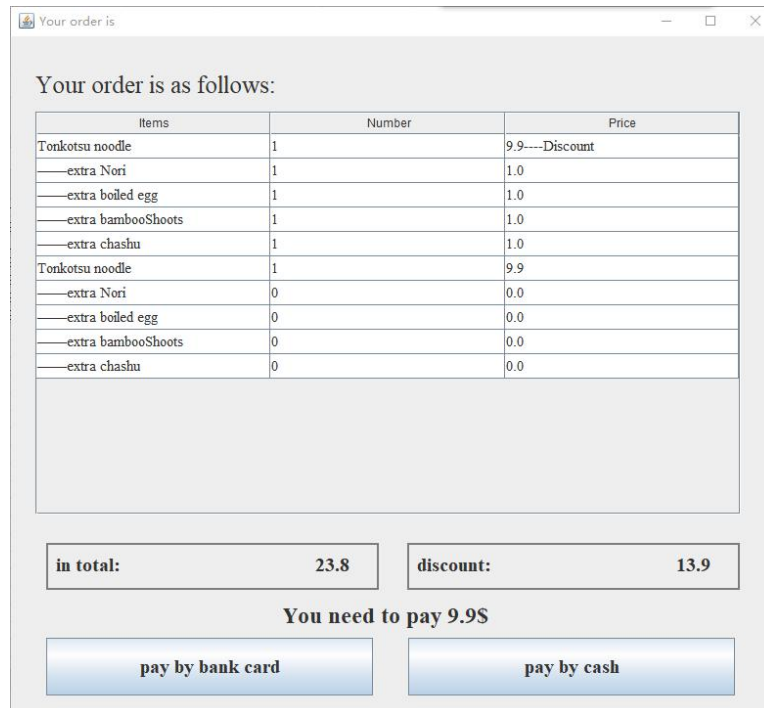 Your order is
Your order is as follows:
Items Number Price
Tonkotsu noodle 1 9.9----Discount
——extra Nori 1 1.0
——extra boiled egg 1 1.0
——extra bambooShoots 1 1.0
——extra chashu 1 1.0
Tonkotsu noodle 1 9.9
——extra Nori 0 0.0
——extra boiled egg 0 0.0
——extra bambooShoots 0 0.0
——extra chashu 0 0.0
in total: 23.8 discount: 13.9
You need to pay 9.9$
pay by bank card pay by cash